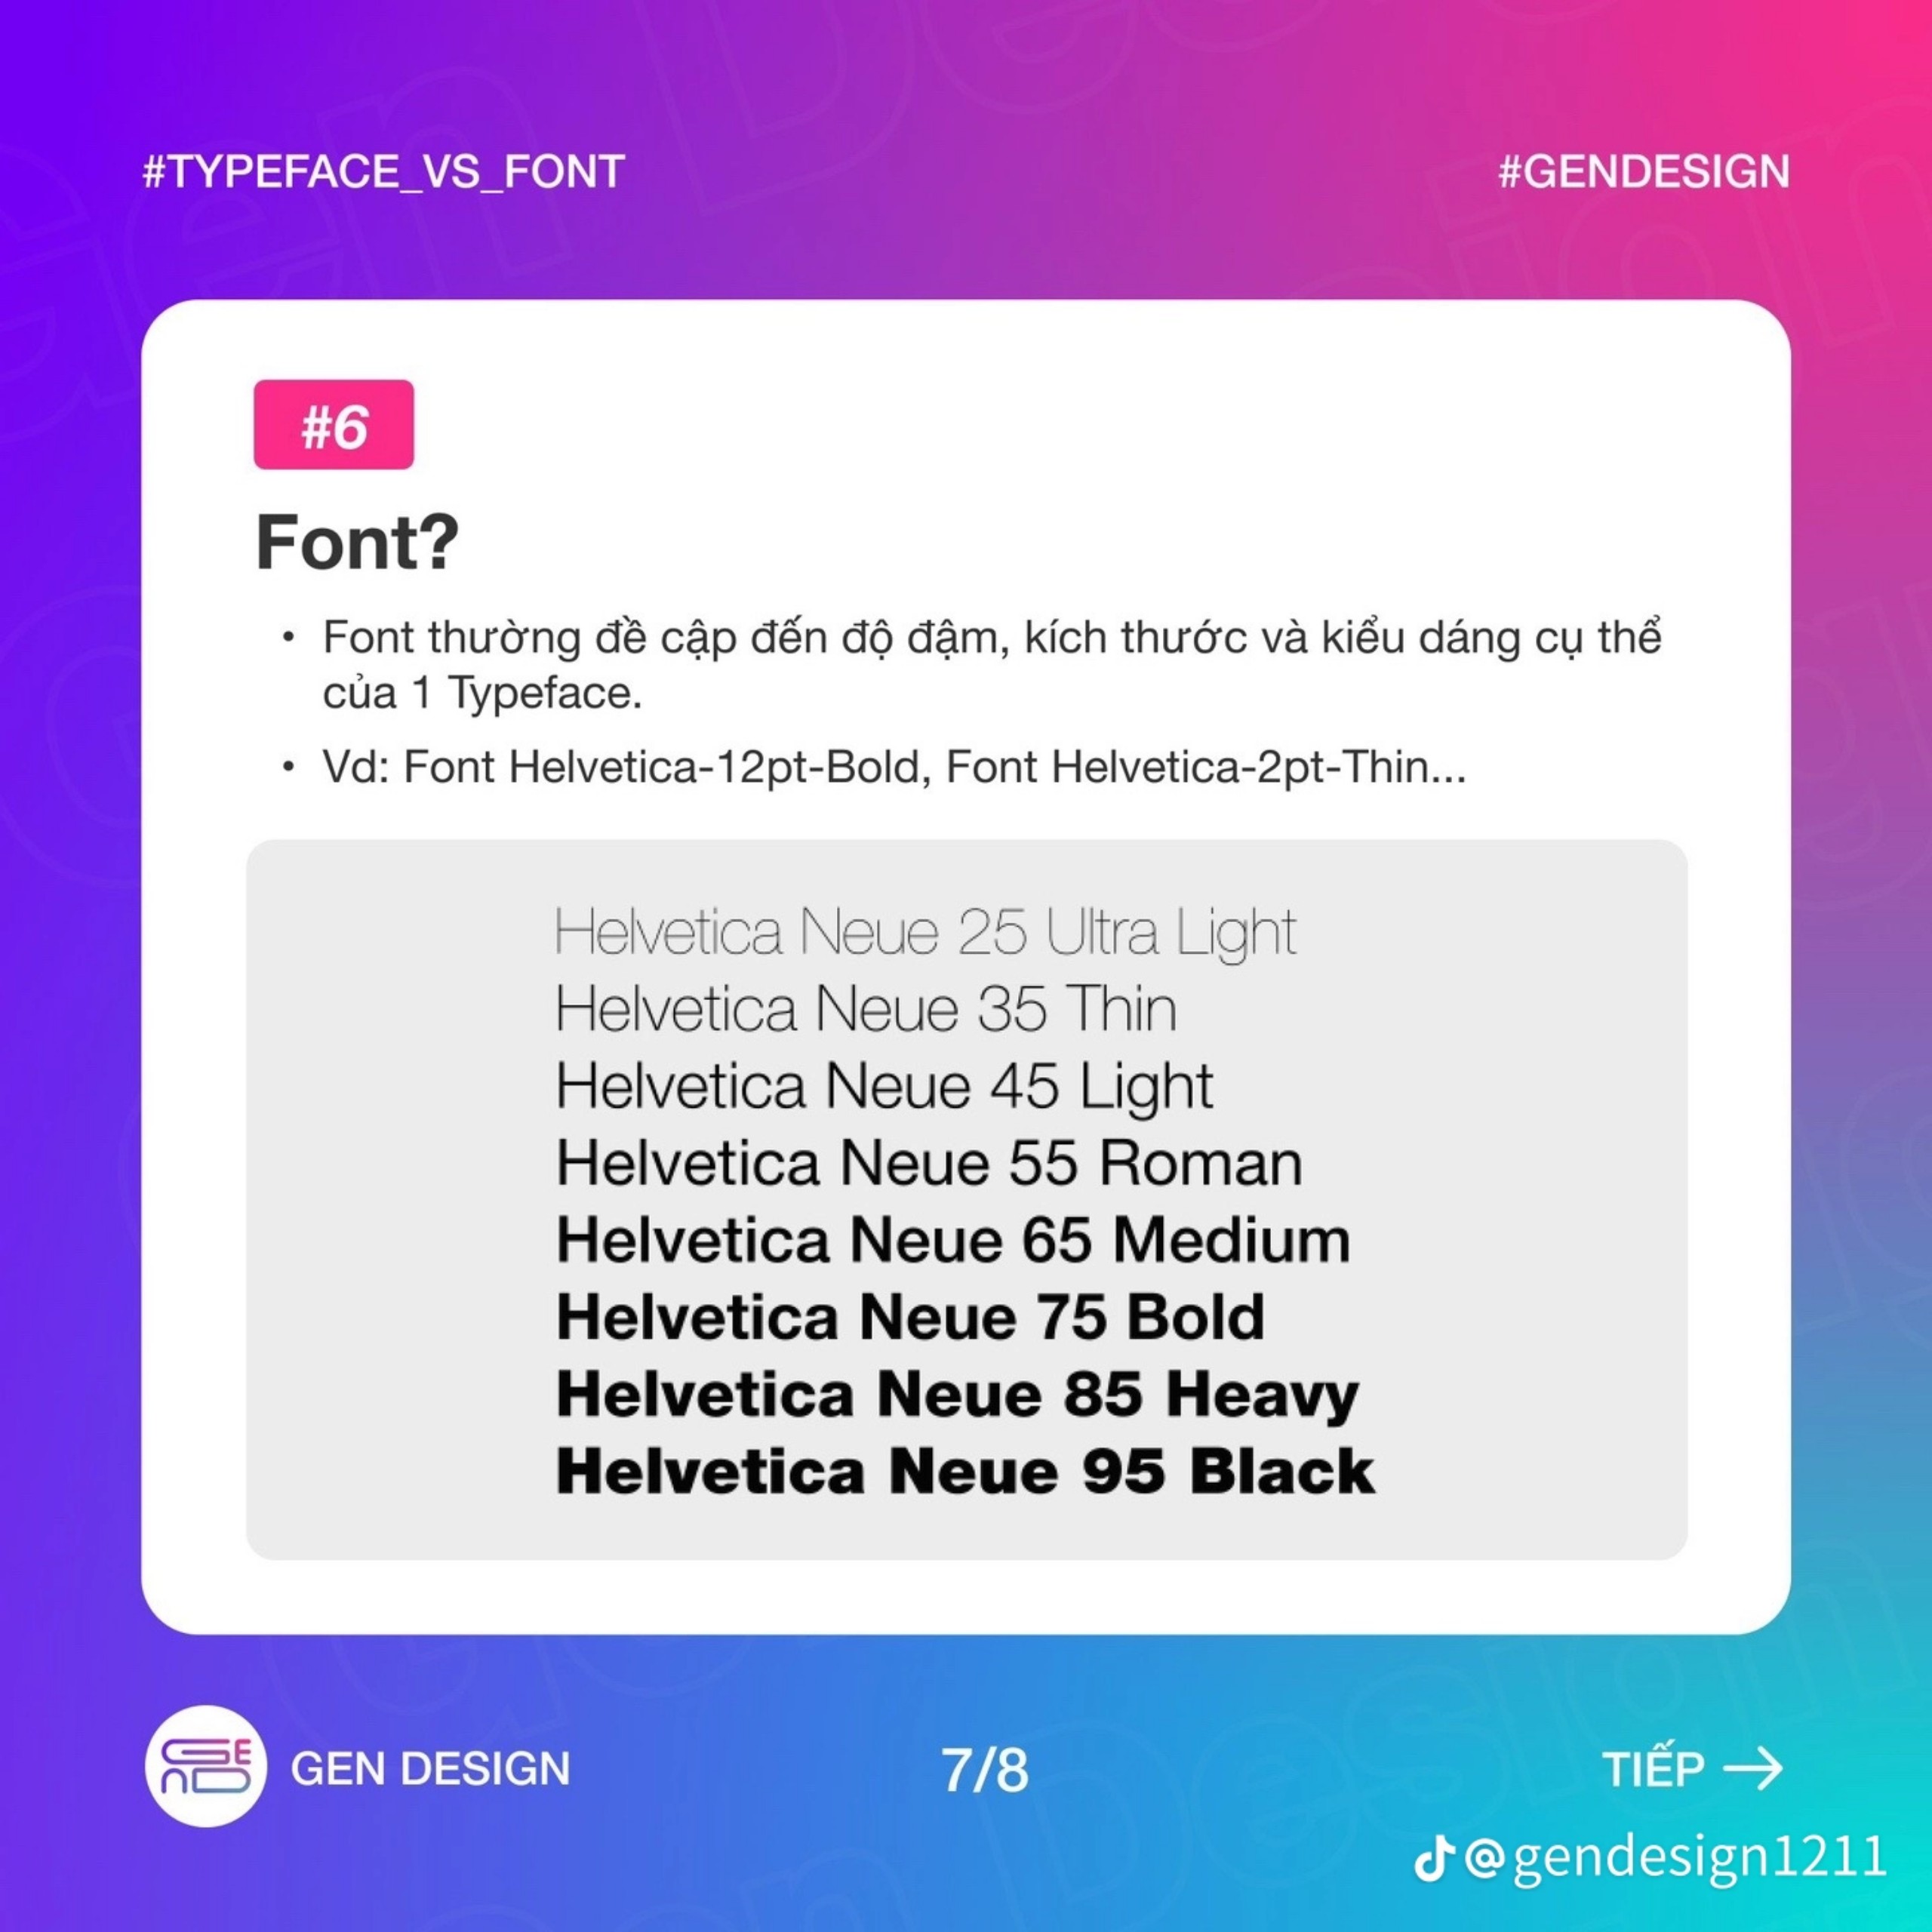 #TYPEFACE_VS_FONT
#GENDESIGN
#6
Font?
• Font thường đề cập đến độ đậm, kích thước và kiểu dáng cụ thể
của 1 Typeface.
• Vd: Font Helvetica-12pt-Bold, Font Helvetica-2pt-Thin...
Helvetica Neue 25 Ultra Light
Helvetica Neue 35 Thin
Helvetica Neue 45 Light
Helvetica Neue 55 Roman
Helvetica Neue 65 Medium
Helvetica Neue 75 Bold
Helvetica Neue 85 Heavy
Helvetica Neue 95 Black
GEN DESIGN
7/8
TIẾP →
@gendesign1211